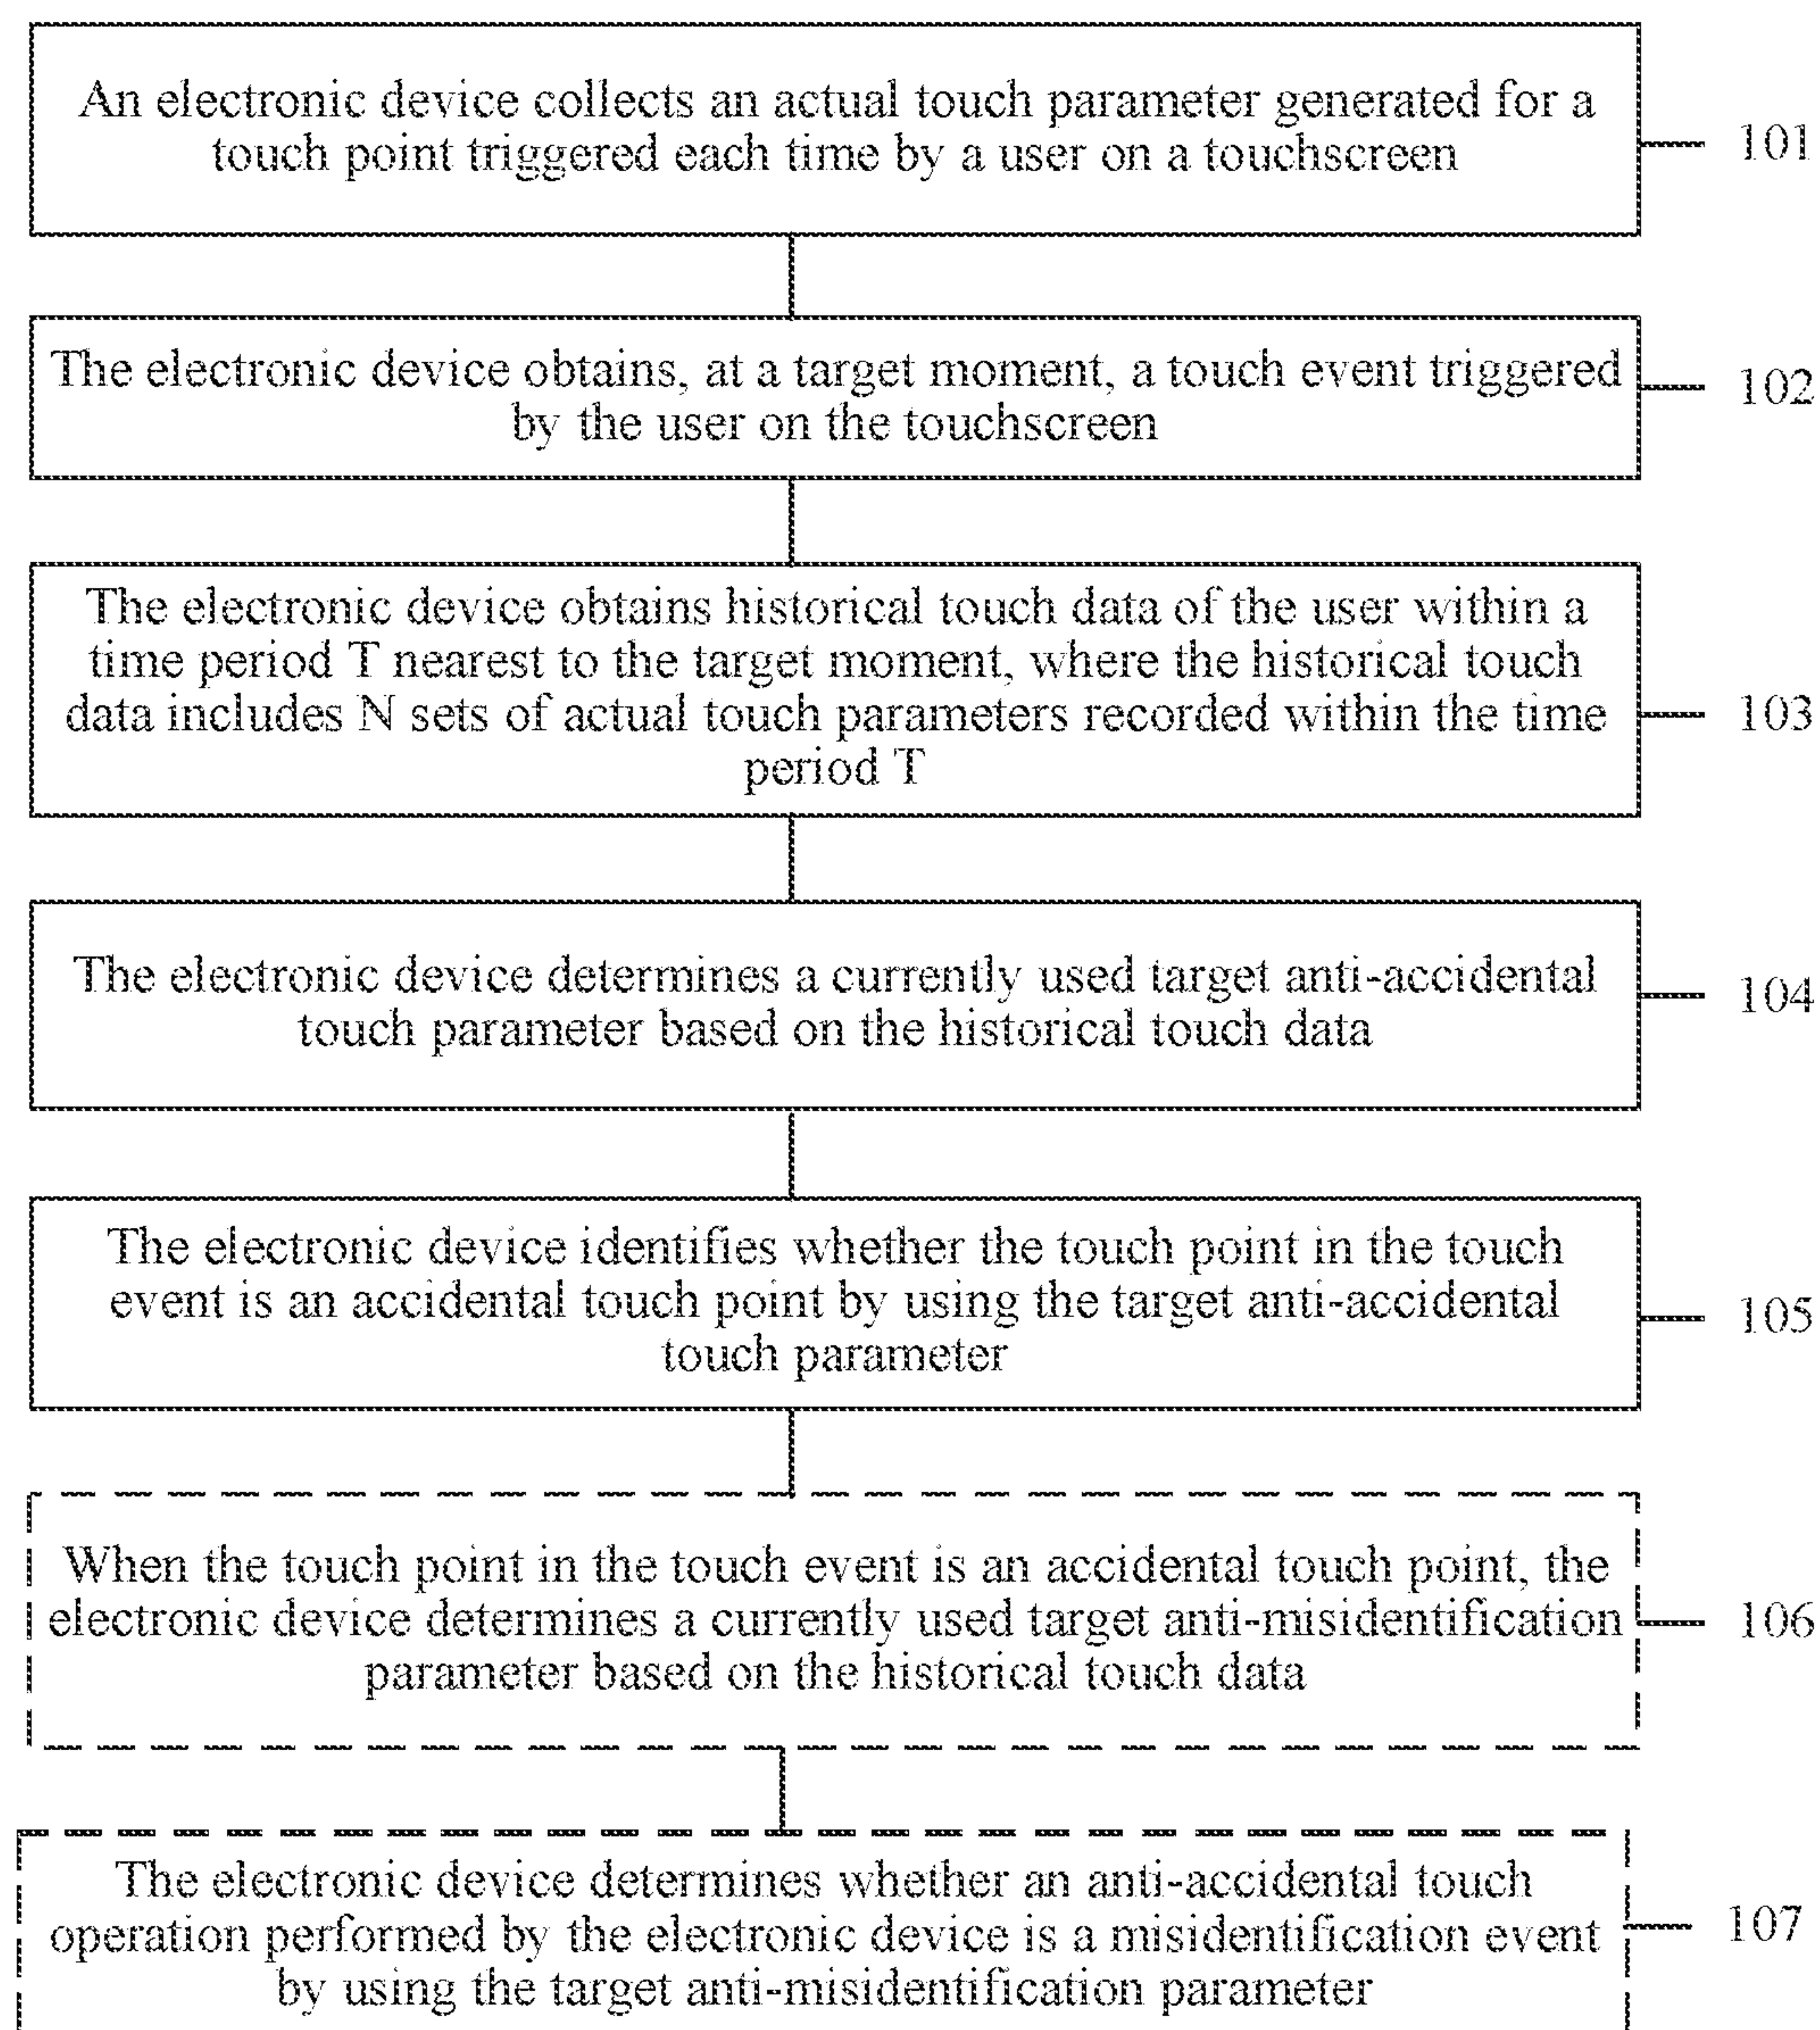 An electronic device collects an actual touch parameter generated for a
touch point triggered each time by a user on a touchscreen
101
The electronic device obtains, at a target moment, a touch event triggered
by the user on the touchscreen
102
The electronic device obtains historical touch data of the user within a
time period T nearest to the target moment, where the historical touch
data includes N sets of actual touch parameters recorded within the time
period T
103
The electronic device determines a currently used target anti-accidental
touch parameter based on the historical touch data
104
The electronic device identifies whether the touch point in the touch
event is an accidental touch point by using the target anti-accidental
touch parameter
105
When the touch point in the touch event is an accidental touch point, the
electronic device determines a currently used target anti-misidentification
parameter based on the historical touch data
106
The electronic device determines whether an anti-accidental touch
operation performed by the electronic device is a misidentification event
by using the target anti-misidentification parameter
107